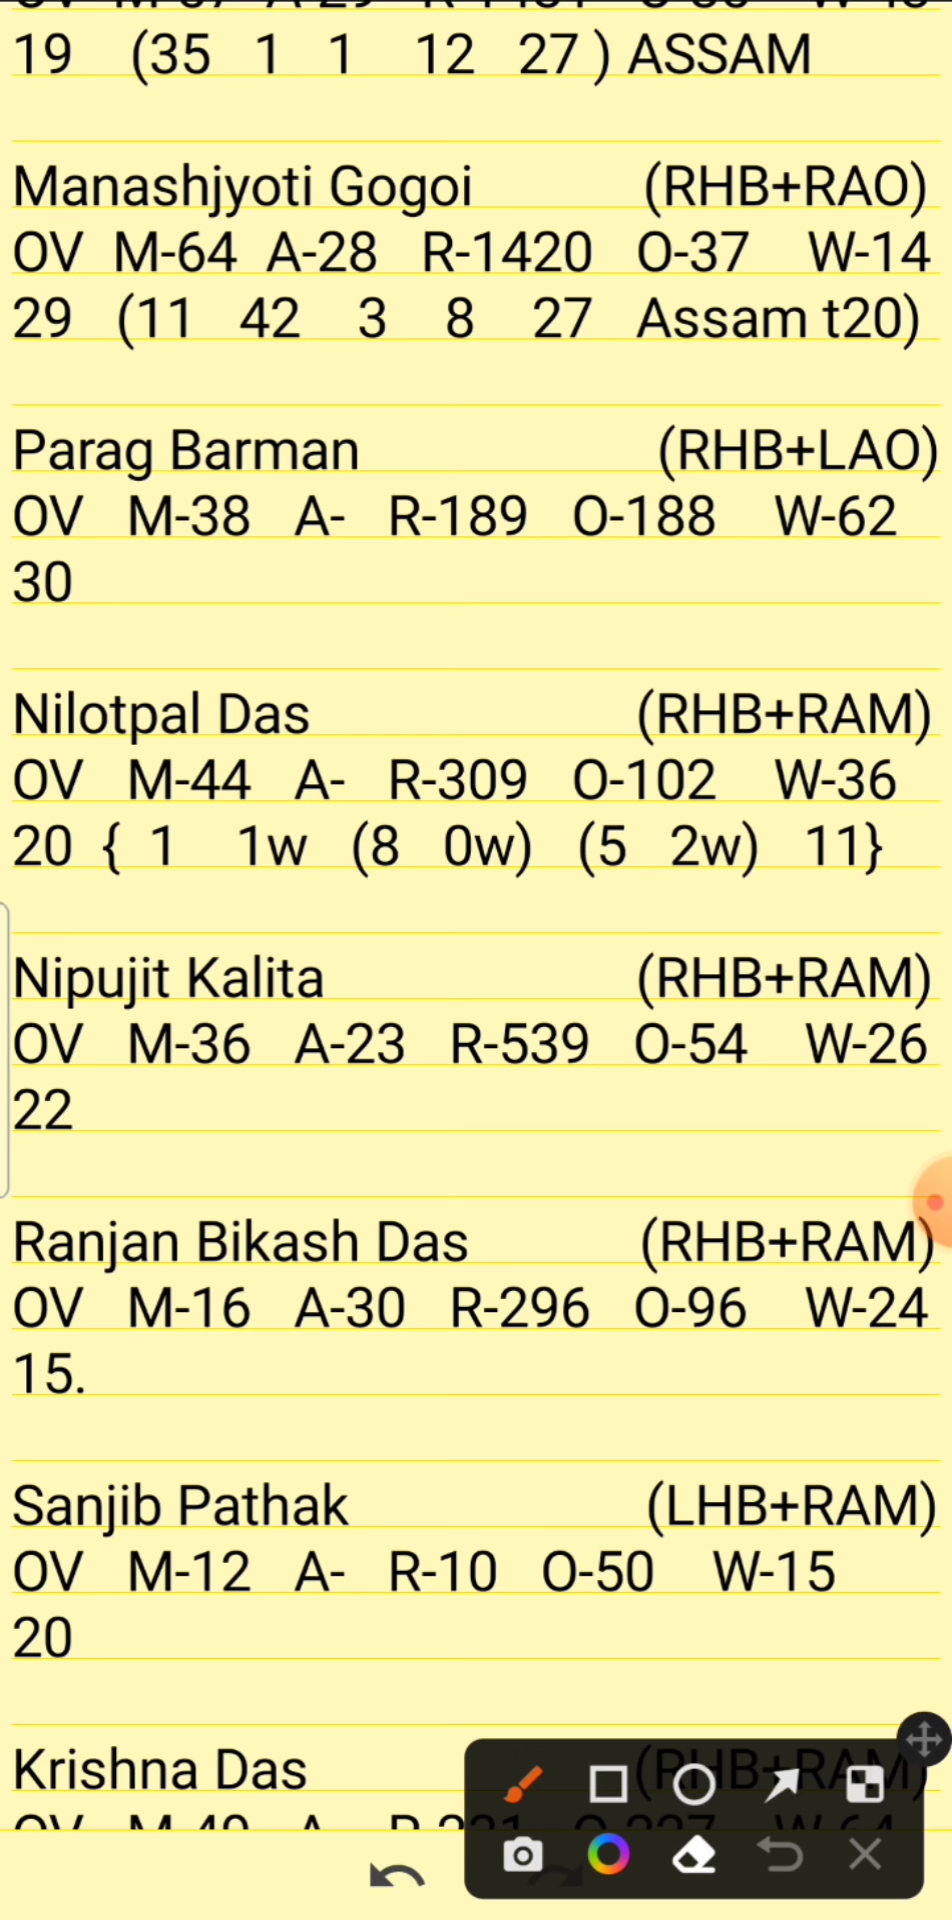 19 (35 1 1 12 27 ) ASSAM
Manashjyoti Gogoi (RHB+RAO)
OV M-64 A-28 R-1420 O-37 W-14
29 (11 42 3 8 27 Assam t20)
Parag Barman (RHB+LAO)
OV M-38 A- R-189 O-188 W-62
30
Nilotpal Das (RHB+RAM)
OV M-44 A- R-309 O-102 W-36
20 { 1 1w (8 0w) (5 2w) 11}
Nipujit Kalita (RHB+RAM)
OV M-36 A-23 R-539 O-54 W-26
22
Ranjan Bikash Das (RHB+RAM)
OV M-16 A-30 R-296 O-96 W-24
15.
Sanjib Pathak (LHB+RAM)
OV M-12 A- R-10 O-50 W-15
20
Krishna Das (RHB+RAM)